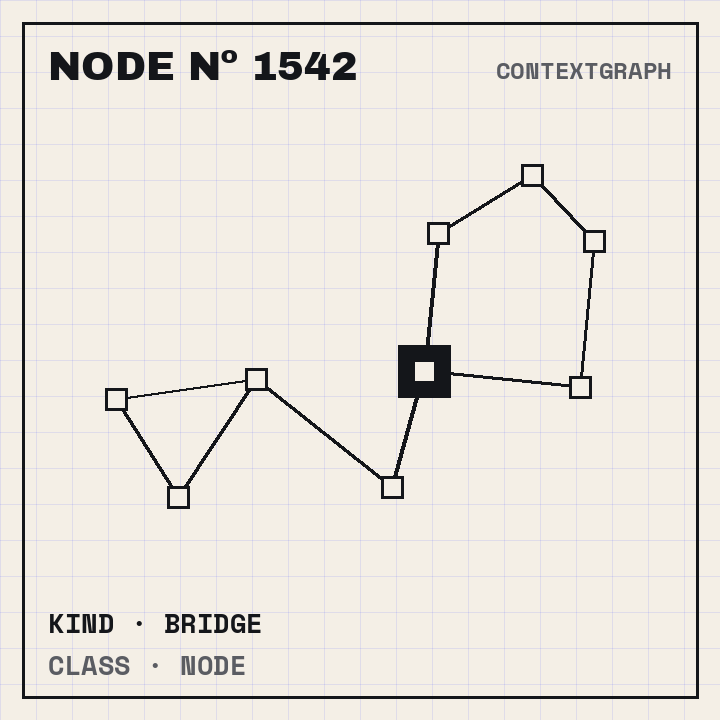 NODE Nº 1542
CONTEXTGRAPH
KIND · BRIDGE
CLASS · NODE